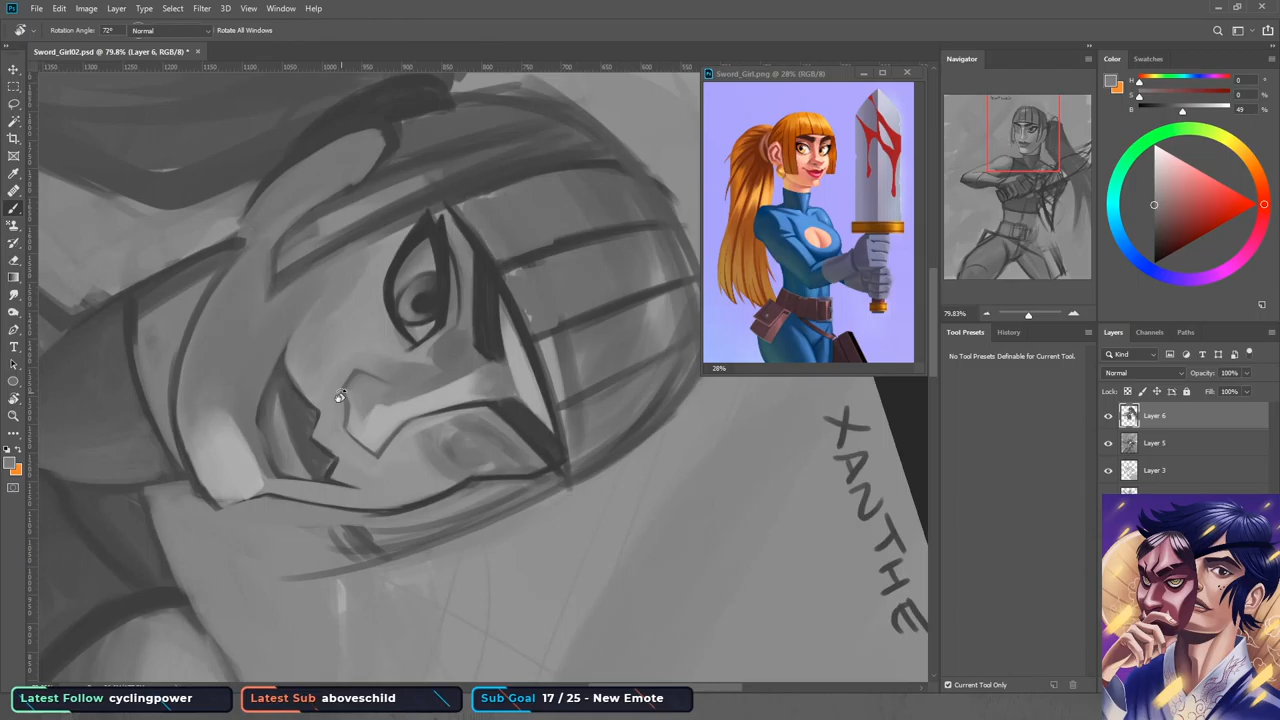 File Edit Image Layer Type Select Filter 3D View Window Help
Rotation Angle: 72° Normal Rotate All Windows
Sword_Girl02.psd @ 79.8% (Layer 6, RGB/8) *
Sword_Girl.png @ 28% (RGB/8)
28%
XANTHE
Navigator
79.83%
Color Swatches
H 0 °
S 0 %
B 49 %
Tool Presets History
No Tool Presets Definable for Current Tool.
Current Tool Only
Layers Channels Paths
Kind
Normal Opacity: 100%
Lock: Fill: 100%
Layer 6
Layer 5
Layer 3
Latest Follow cyclingpower
Latest Sub aboveschild
Sub Goal 17 / 25 - New Emote